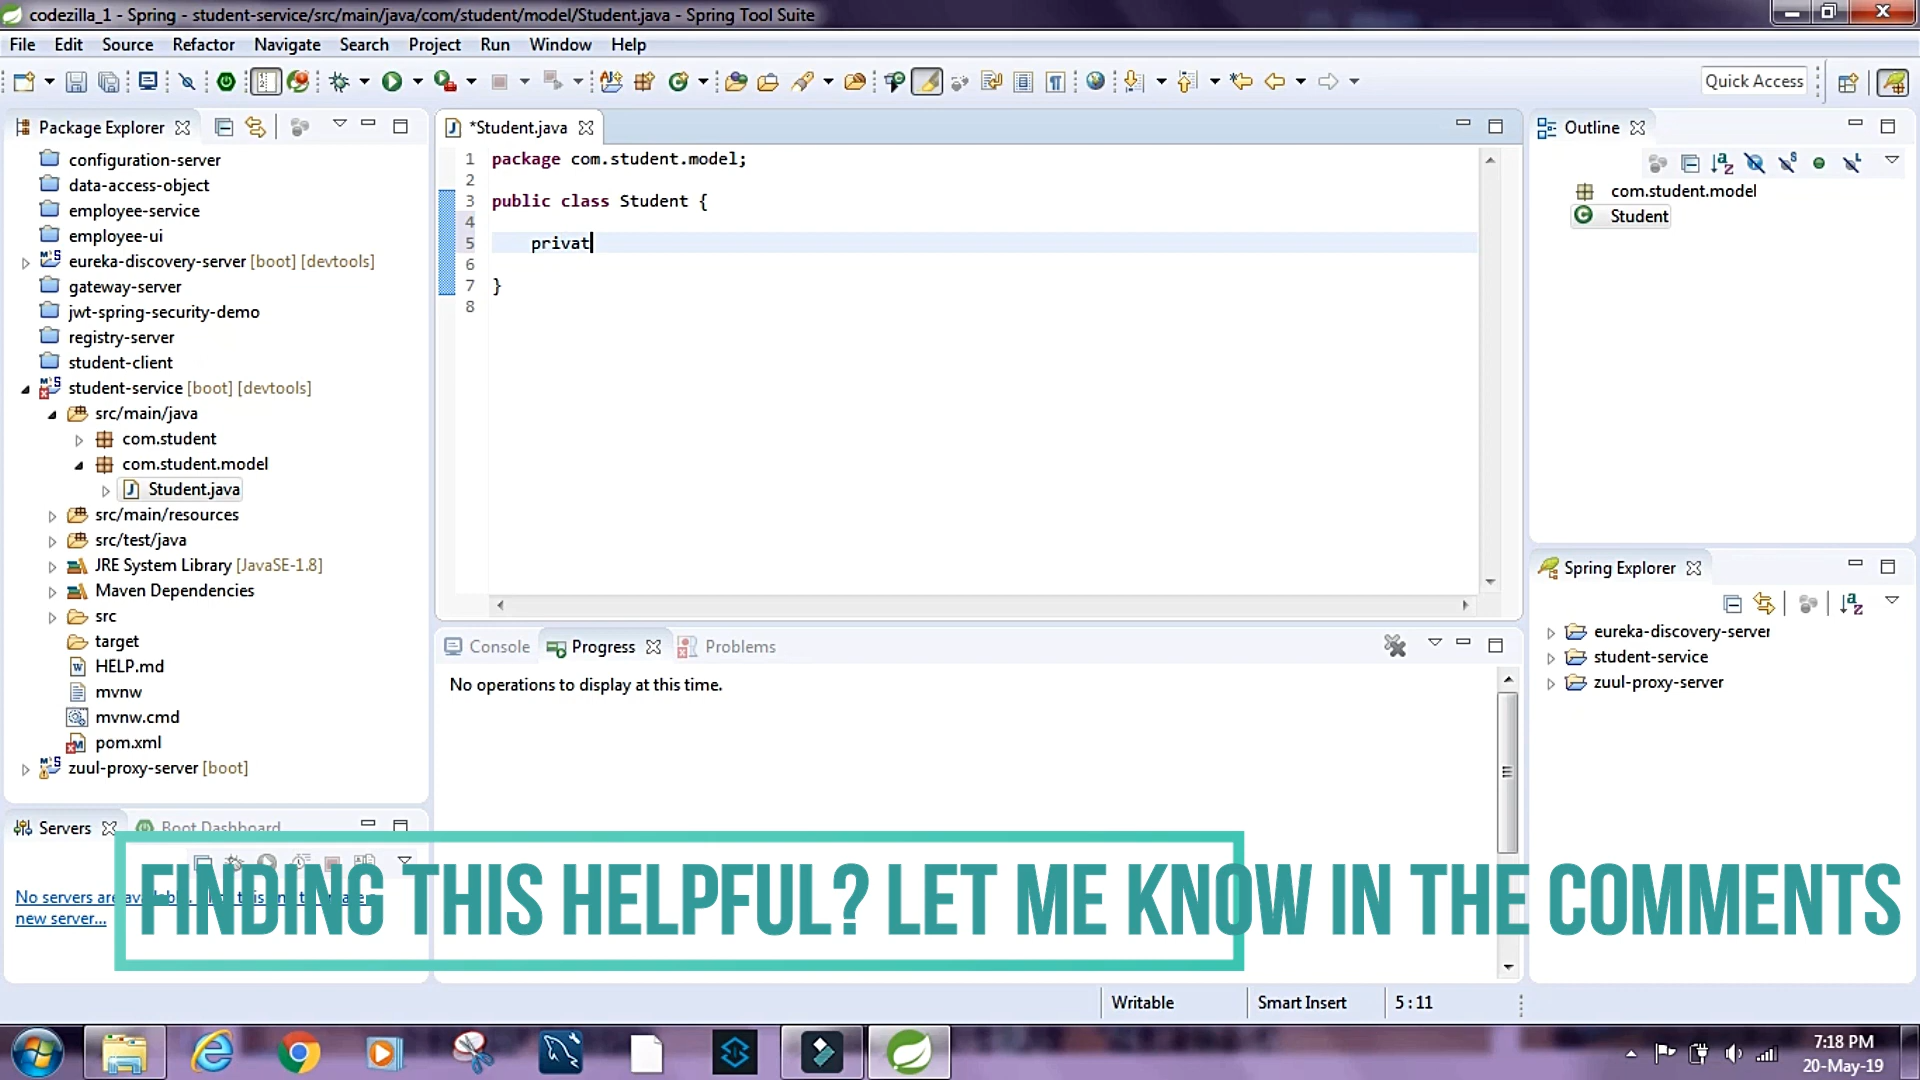 codezilla_1 - Spring - student-service/src/main/java/com/student/model/Student.java - Spring Tool Suite
File Edit Source Refactor Navigate Search Project Run Window Help
Quick Access
Package Explorer
configuration-server
data-access-object
employee-service
employee-ui
eureka-discovery-server [boot] [devtools]
gateway-server
jwt-spring-security-demo
registry-server
student-client
student-service [boot] [devtools]
src/main/java
com.student
com.student.model
Student.java
src/main/resources
src/test/java
JRE System Library [JavaSE-1.8]
Maven Dependencies
src
target
HELP.md
mvnw
mvnw.cmd
pom.xml
zuul-proxy-server [boot]
*Student.java
1 package com.student.model;
2
3 public class Student {
4
5 privat
6
7 }
8
Outline
com.student.model
Student
Console Progress Problems
No operations to display at this time.
Spring Explorer
eureka-discovery-server
student-service
zuul-proxy-server
Servers Boot Dashboard
No servers are
new server...
FINDING THIS HELPFUL? LET ME KNOW IN THE COMMENTS
Writable Smart Insert 5 : 11
7:18 PM
20-May-19